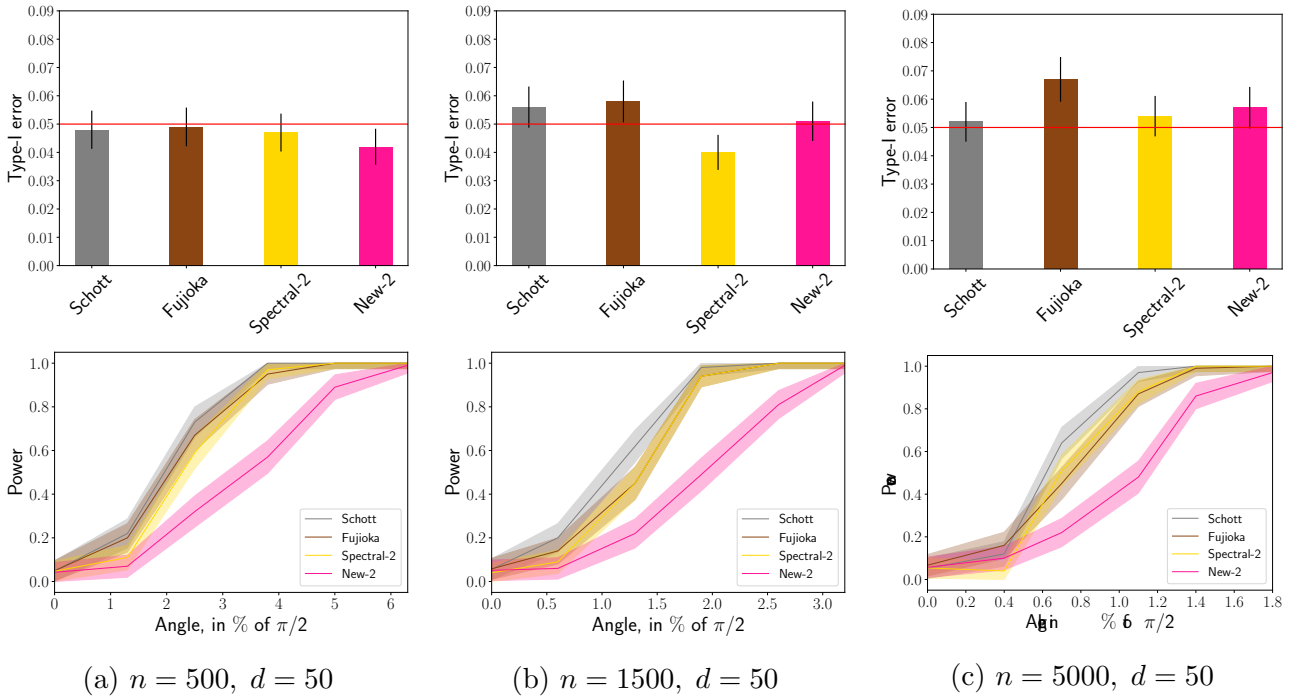 0.09
0.08
0.07
0.06
0.05
0.04
0.03
0.02
0.01
0.00
Type-I error
Schott
Fujioka
Spectral-2
New-2
0.09
0.08
0.07
0.06
0.05
0.04
0.03
0.02
0.01
0.00
Type-I error
Schott
Fujioka
Spectral-2
New-2
0.09
0.08
0.07
0.06
0.05
0.04
0.03
0.02
0.01
0.00
Type-I error
Schott
Fujioka
Spectral-2
New-2
1.0
0.8
0.6
0.4
0.2
0.0
Power
0 1 2 3 4 5 6
Angle, in % of π/2
Schott
Fujioka
Spectral-2
New-2
1.0
0.8
0.6
0.4
0.2
0.0
Power
0.0 0.5 1.0 1.5 2.0 2.5 3.0
Angle, in % of π/2
Schott
Fujioka
Spectral-2
New-2
1.0
0.8
0.6
0.4
0.2
0.0
0.0 0.2 0.4 0.6 0.8 1.0 1.2 1.4 1.6 1.8
% π/2
Schott
Fujioka
Spectral-2
New-2
(a) n = 500, d = 50
(b) n = 1500, d = 50
(c) n = 5000, d = 50